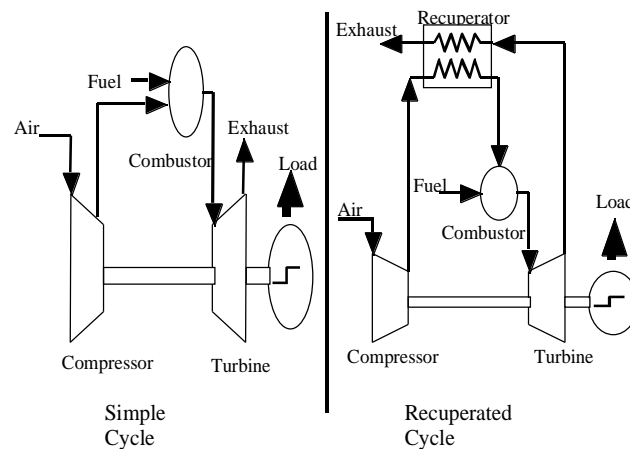 Fuel
Air
Combustor
Exhaust
Load
Compressor
Turbine
Simple
Cycle
Recuperator
Exhaust
Fuel
Air
Combustor
Load
Compressor
Turbine
Recuperated
Cycle